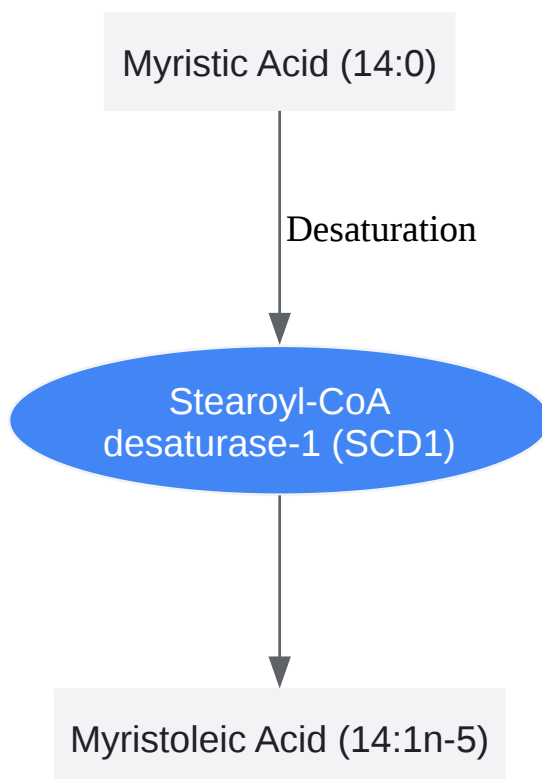 Myristic Acid (14:0)
Desaturation
Stearoyl-CoA
desaturase-1 (SCD1)
Myristoleic Acid (14:1n-5)